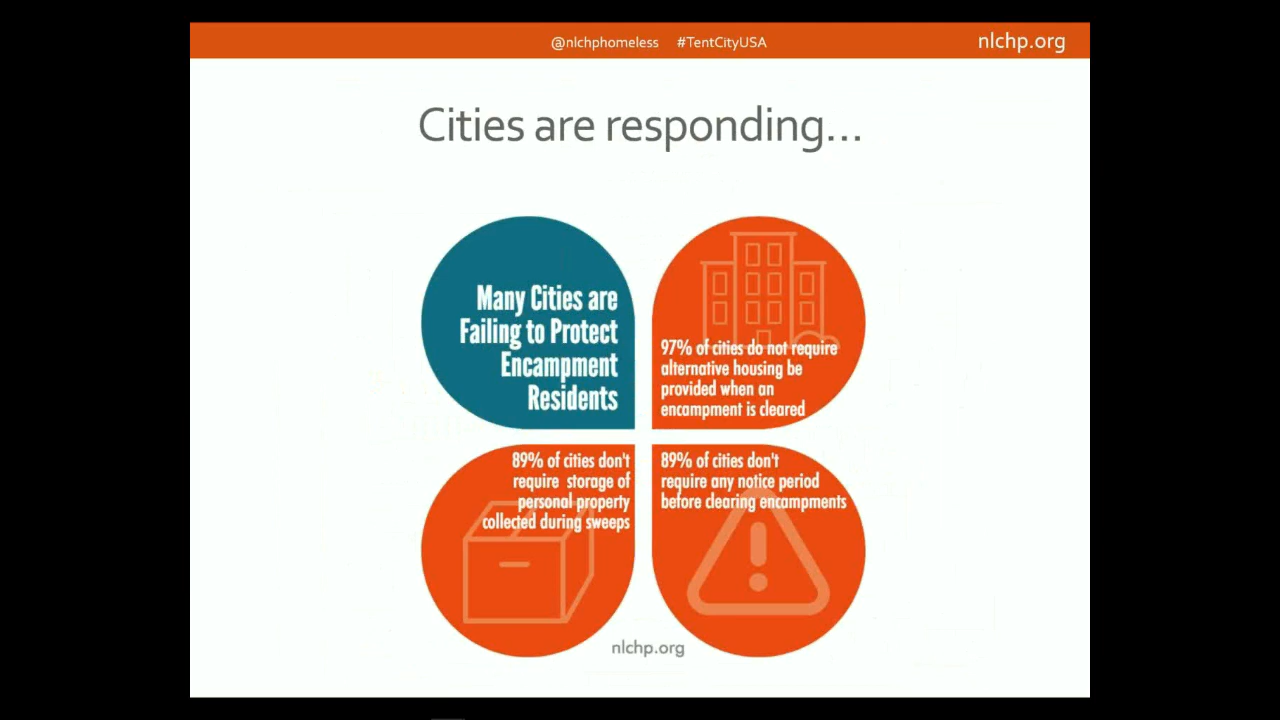 @nlchphomeless #TentCityUSA nlchp.org
Cities are responding...
Many Cities are
Failing to Protect
Encampment
Residents
97% of cities do not require
alternative housing be
provided when an
encampment is cleared
89% of cities don't
require storage of
personal property
collected during sweeps
89% of cities don't
require any notice period
before clearing encampments
nlchp.org